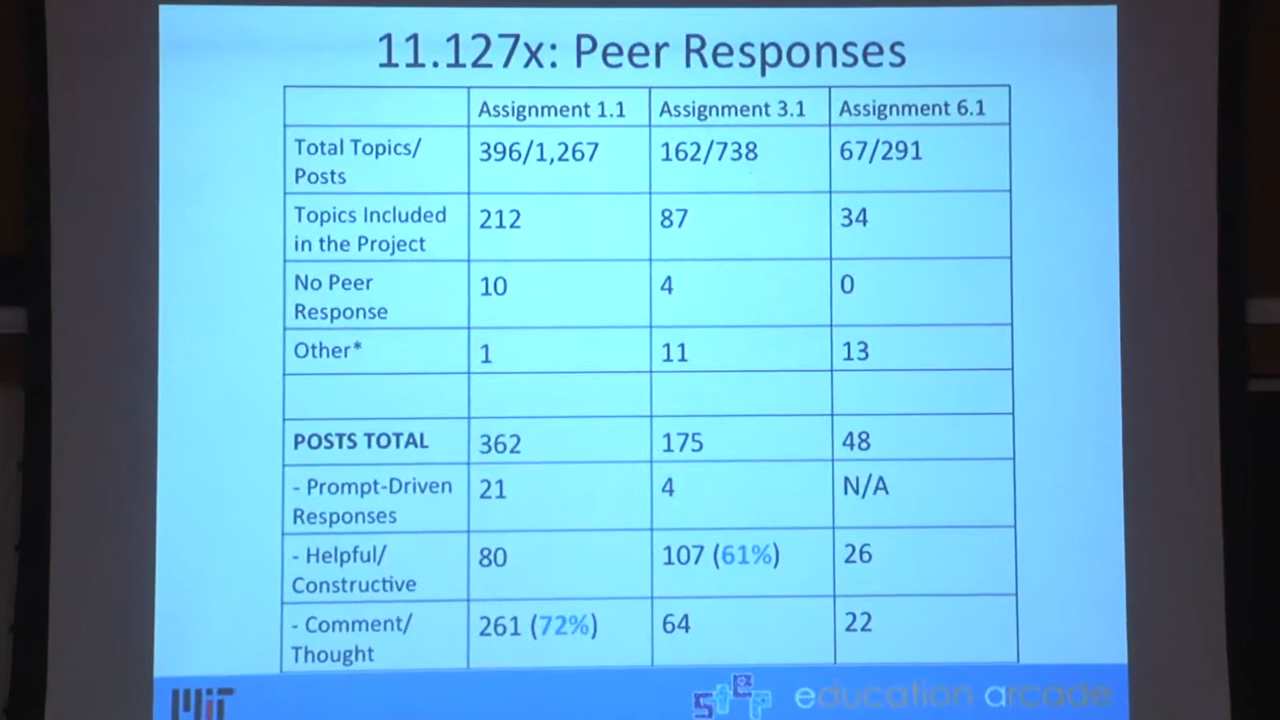 11.127x: Peer Responses
Assignment 1.1 Assignment 3.1 Assignment 6.1
Total Topics/
Posts 396/1,267 162/738 67/291
Topics Included
in the Project 212 87 34
No Peer
Response 10 4 0
Other* 1 11 13
POSTS TOTAL 362 175 48
- Prompt-Driven
Responses 21 4 N/A
- Helpful/
Constructive 80 107 (61%) 26
- Comment/
Thought 261 (72%) 64 22
MIT step education arcade